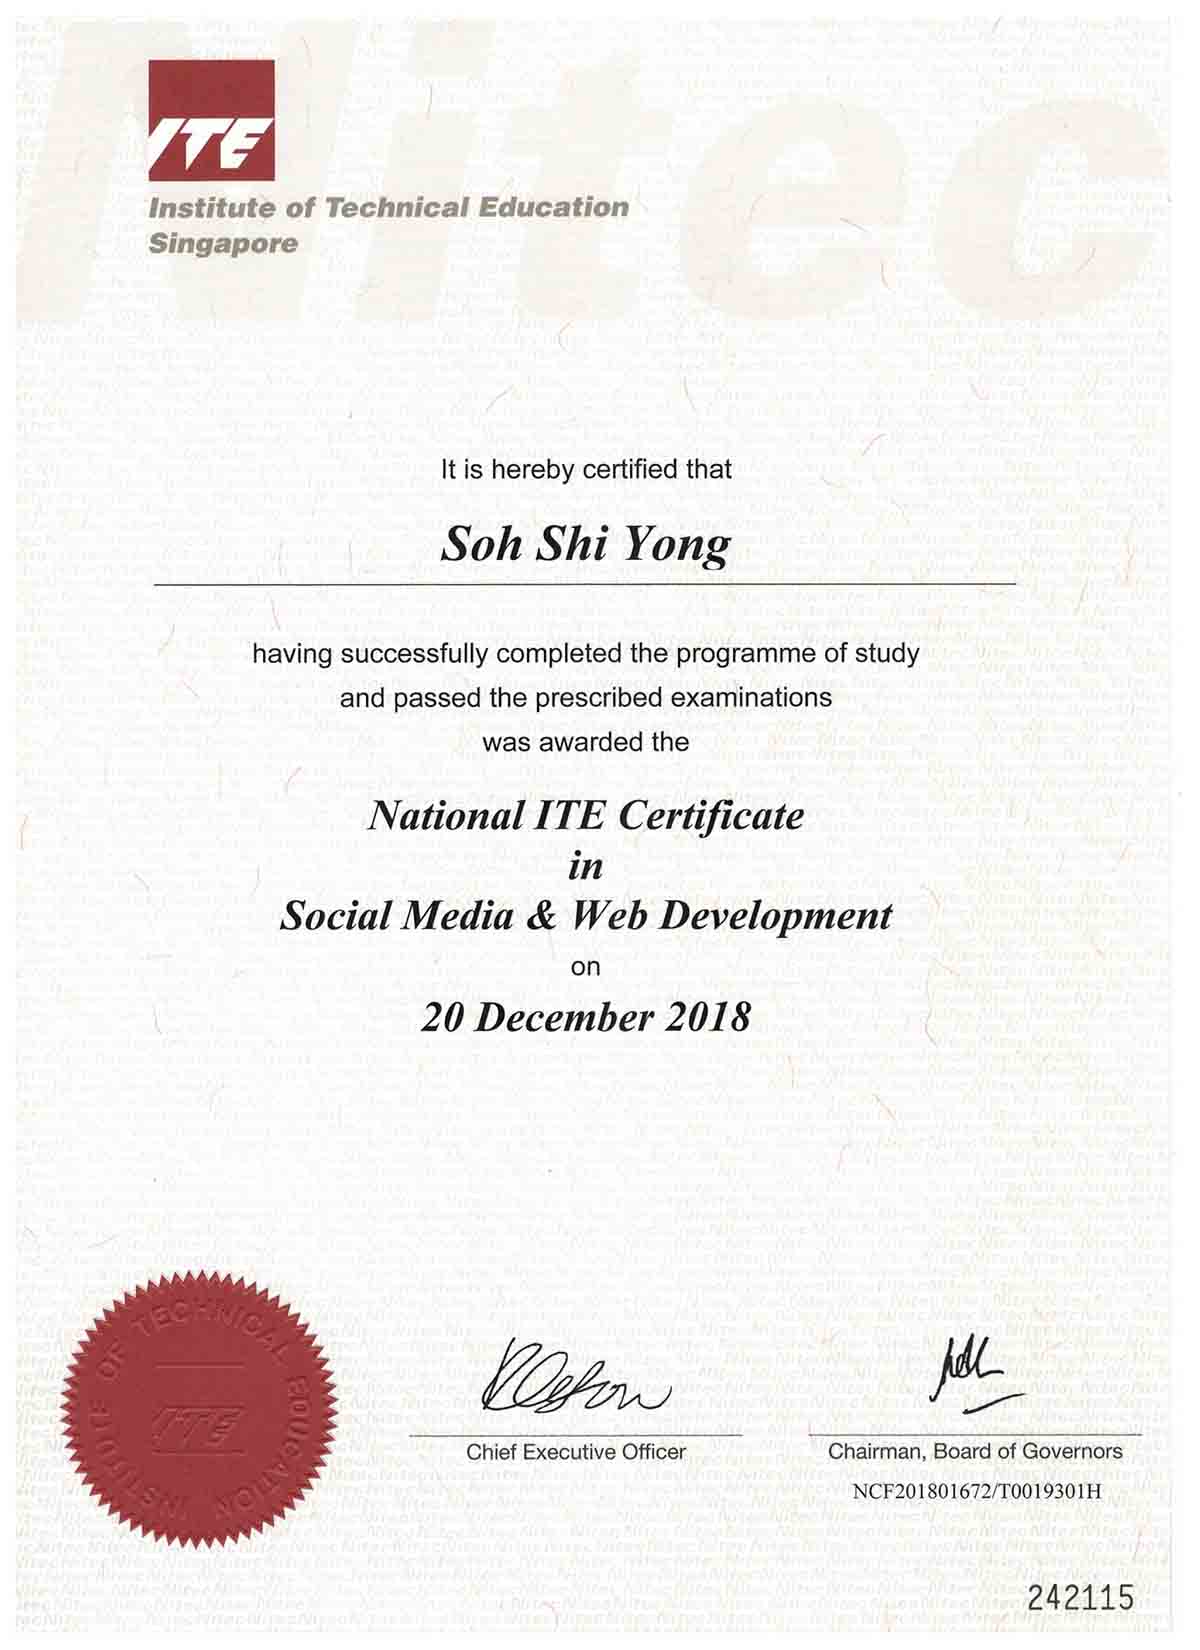 Nitec
ITE
Institute of Technical Education
Singapore
It is hereby certified that
Soh Shi Yong
having successfully completed the programme of study
and passed the prescribed examinations
was awarded the
National ITE Certificate
in
Social Media & Web Development
on
20 December 2018
INSTITUTE OF TECHNICAL EDUCATION
ITE
Chief Executive Officer
Chairman, Board of Governors
NCF201801672/T0019301H
242115